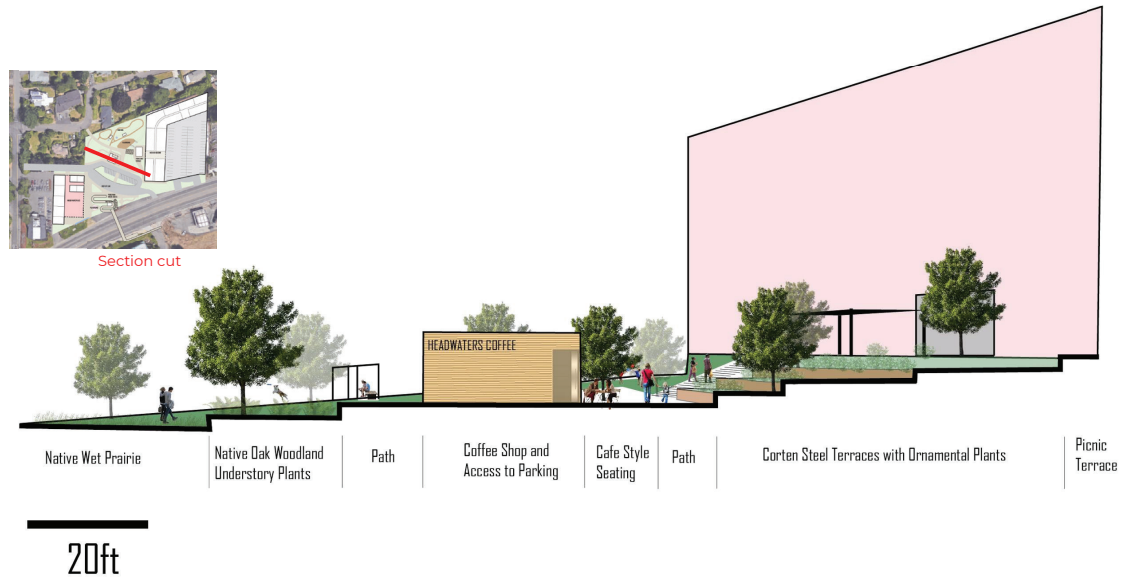 Section cut
HEADWATERS COFFEE
Native Wet Prairie
Native Oak Woodland
Understory Plants
Path
Coffee Shop and
Access to Parking
Cafe Style
Seating
Path
Corten Steel Terraces with Ornamental Plants
Picnic
Terrace
20ft